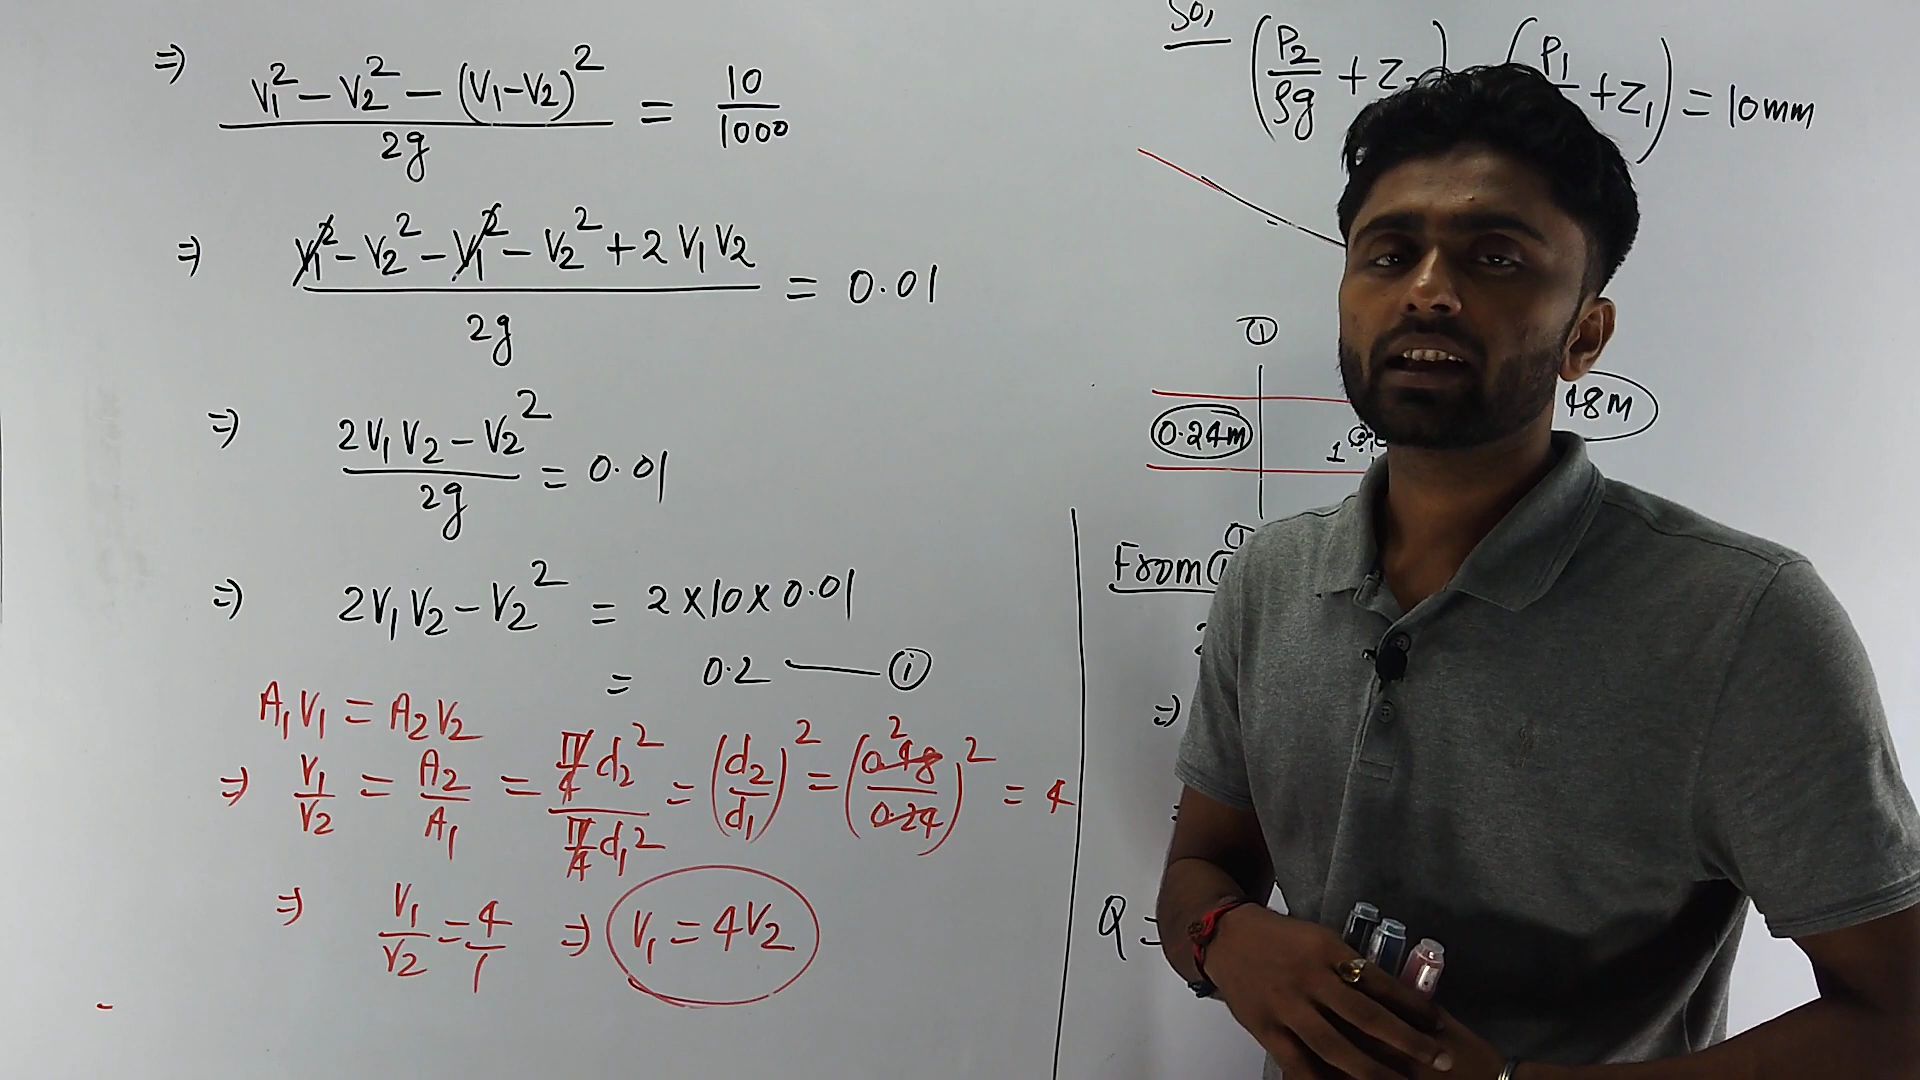 ⇒ V₁² − V₂² − (V₁−V₂)² / 2g = 10/1000
⇒ V₁² − V₂² − V₁² − V₂² + 2V₁V₂ / 2g = 0.01
⇒ 2V₁V₂ − V₂² / 2g = 0.01
⇒ 2V₁V₂ − V₂² = 2×10×0.01
= 0.2 — ⓘ
A₁V₁ = A₂V₂
⇒ V₁/V₂ = A₂/A₁ = π/4 d₂² / π/4 d₁² = (d₂/d₁)² = (0.48/0.24)² = 4
2
⇒ V₁/V₂ = 4/1 ⇒ V₁ = 4V₂
So, (P₂/ρg + Z₂) (P₁ +Z₁) = 10mm
①
0.24m
48m
1
From
⇒
Q =